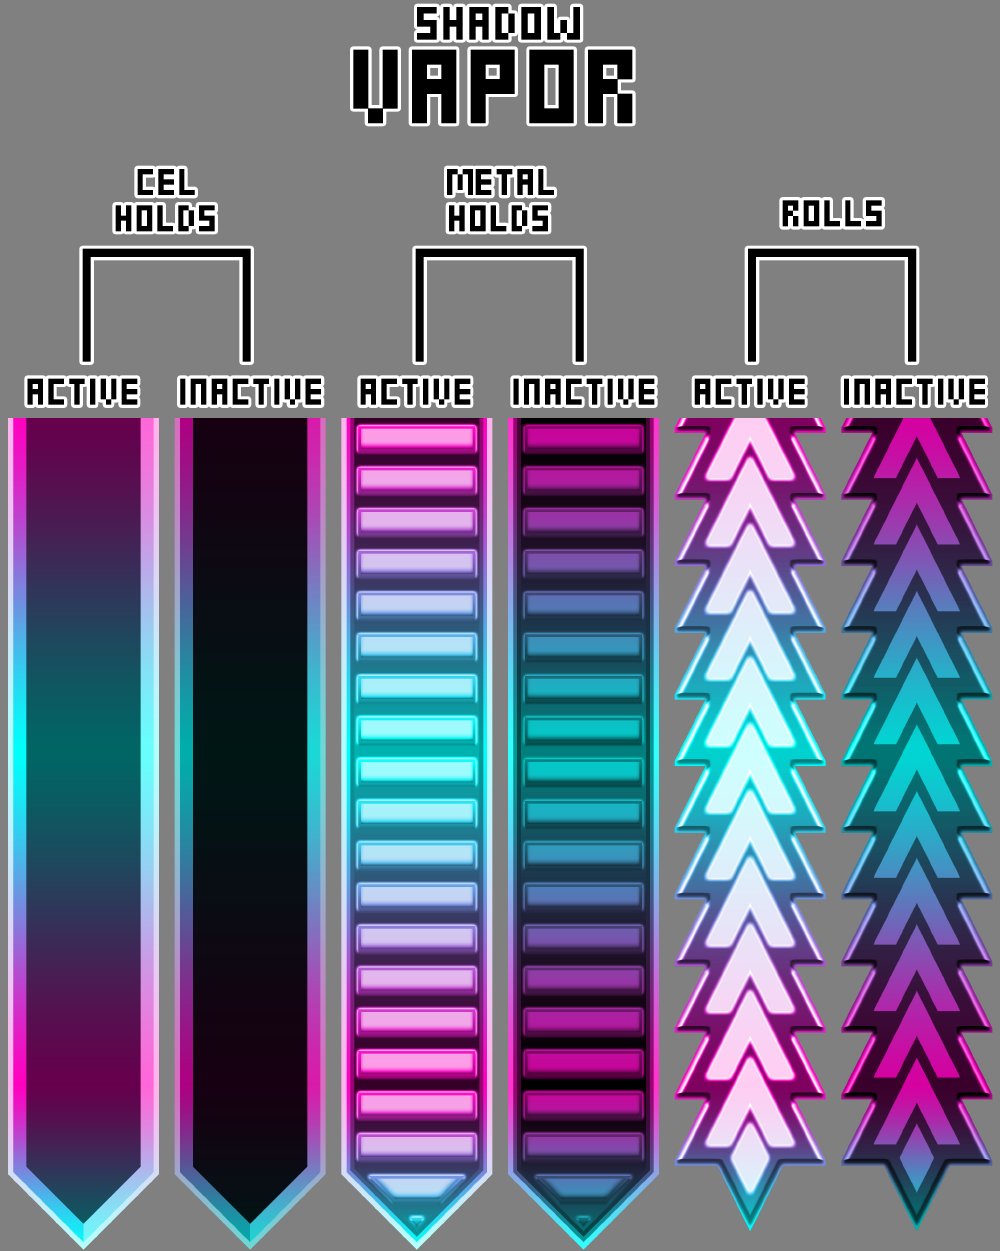 SHADOW
VAPOR
CEL
HOLDS
METAL
HOLDS
ROLLS
ACTIVE
INACTIVE
ACTIVE
INACTIVE
ACTIVE
INACTIVE